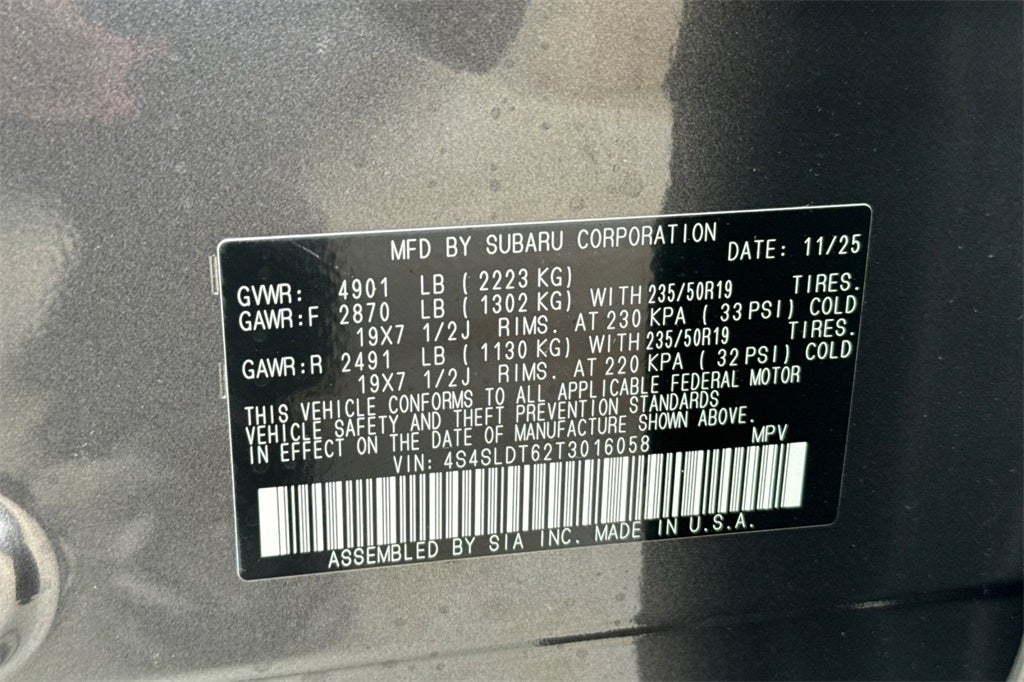 MFD BY SUBARU CORPORATION DATE: 11/25
GVWR: 4901 LB ( 2223 KG)
GAWR:F 2870 LB ( 1302 KG) WITH 235/50R19 TIRES.
19X7 1/2J RIMS. AT 230 KPA ( 33 PSI) COLD
GAWR:R 2491 LB ( 1130 KG) WITH 235/50R19 TIRES.
19X7 1/2J RIMS. AT 220 KPA ( 32 PSI) COLD
THIS VEHICLE CONFORMS TO ALL APPLICABLE FEDERAL MOTOR
VEHICLE SAFETY AND THEFT PREVENTION STANDARDS
IN EFFECT ON THE DATE OF MANUFACTURE SHOWN ABOVE.
VIN: 4S4SLDT62T3016058 MPV
ASSEMBLED BY SIA INC. MADE IN U.S.A.